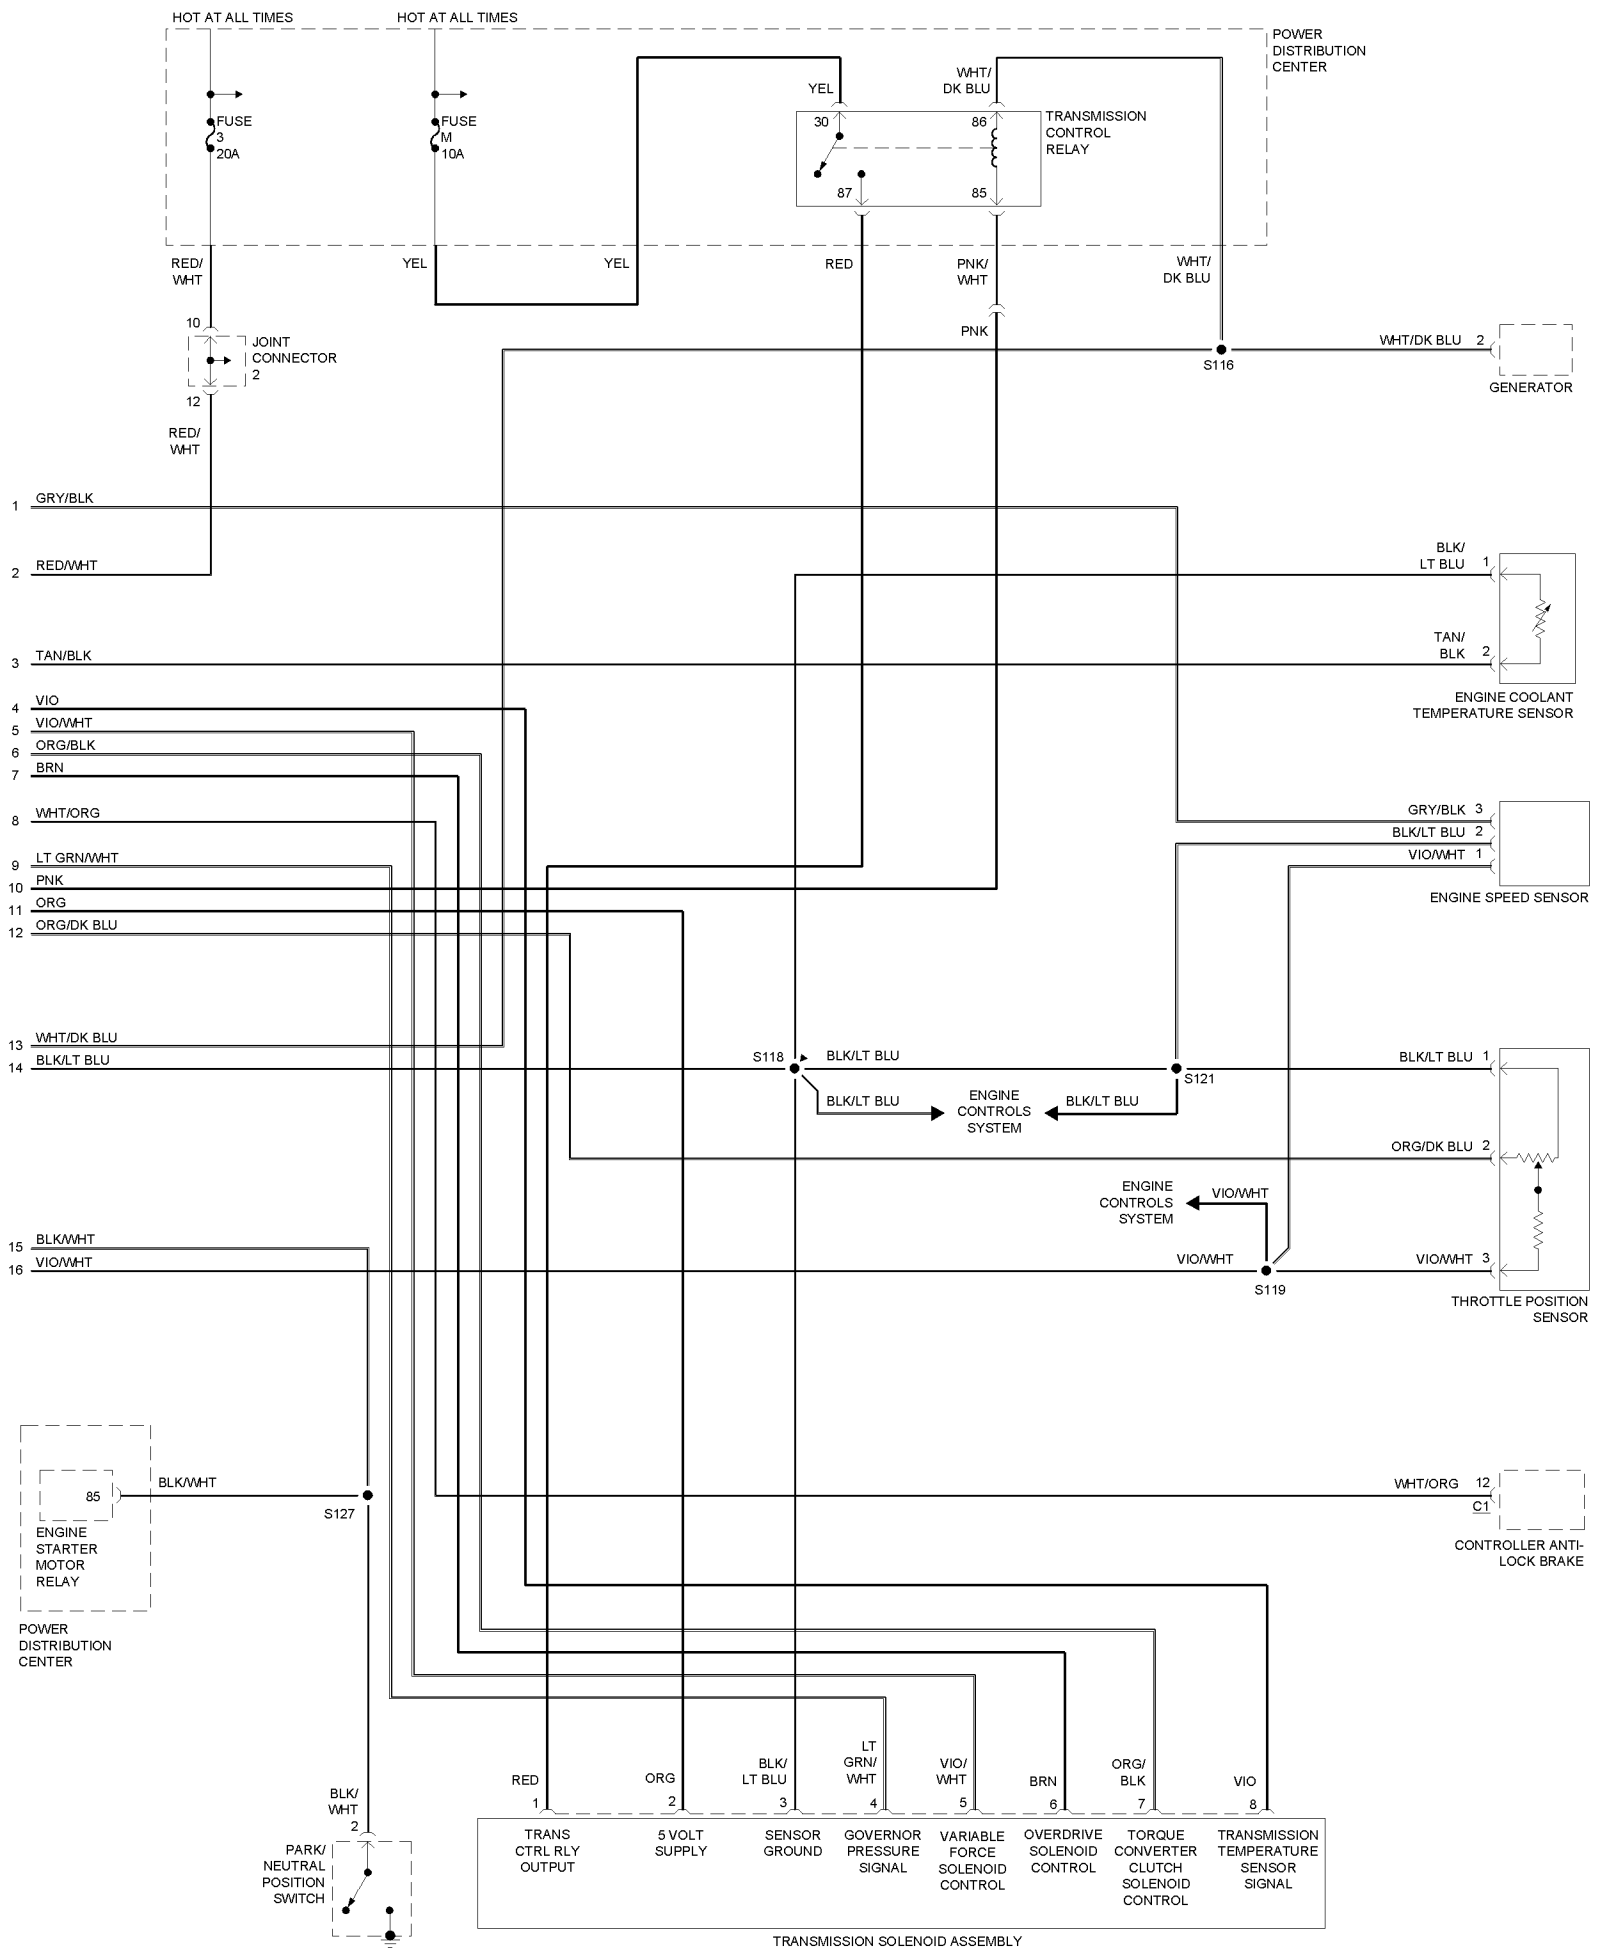 HOT AT ALL TIMES
HOT AT ALL TIMES
POWER
DISTRIBUTION
CENTER
FUSE
3
20A
FUSE
M
10A
YEL
WHT/
DK BLU
30
86
87
85
TRANSMISSION
CONTROL
RELAY
RED/
WHT
YEL
YEL
RED
PNK/
WHT
WHT/
DK BLU
10
JOINT
CONNECTOR
2
12
PNK
S116
WHT/DK BLU
2
GENERATOR
RED/
WHT
1
GRY/BLK
2
RED/WHT
BLK/
LT BLU
1
TAN/
BLK
2
ENGINE COOLANT
TEMPERATURE SENSOR
3
TAN/BLK
4
VIO
5
VIO/WHT
6
ORG/BLK
7
BRN
8
WHT/ORG
9
LT GRN/WHT
10
PNK
11
ORG
12
ORG/DK BLU
GRY/BLK
3
BLK/LT BLU
2
VIO/WHT
1
ENGINE SPEED SENSOR
13
WHT/DK BLU
14
BLK/LT BLU
S118
BLK/LT BLU
BLK/LT BLU
ENGINE
CONTROLS
SYSTEM
BLK/LT BLU
S121
BLK/LT BLU
1
ORG/DK BLU
2
ENGINE
CONTROLS
SYSTEM
VIO/WHT
VIO/WHT
S119
VIO/WHT
3
THROTTLE POSITION
SENSOR
15
BLK/WHT
16
VIO/WHT
85
BLK/WHT
S127
ENGINE
STARTER
MOTOR
RELAY
POWER
DISTRIBUTION
CENTER
WHT/ORG
12
C1
CONTROLLER ANTI-
LOCK BRAKE
BLK/
WHT
2
PARK/
NEUTRAL
POSITION
SWITCH
RED
1
ORG
2
BLK/
LT BLU
3
LT
GRN/
WHT
4
VIO/
WHT
5
BRN
6
ORG/
BLK
7
VIO
8
TRANS
CTRL RLY
OUTPUT
5 VOLT
SUPPLY
SENSOR
GROUND
GOVERNOR
PRESSURE
SIGNAL
VARIABLE
FORCE
SOLENOID
CONTROL
OVERDRIVE
SOLENOID
CONTROL
TORQUE
CONVERTER
CLUTCH
SOLENOID
CONTROL
TRANSMISSION
TEMPERATURE
SENSOR
SIGNAL
TRANSMISSION SOLENOID ASSEMBLY